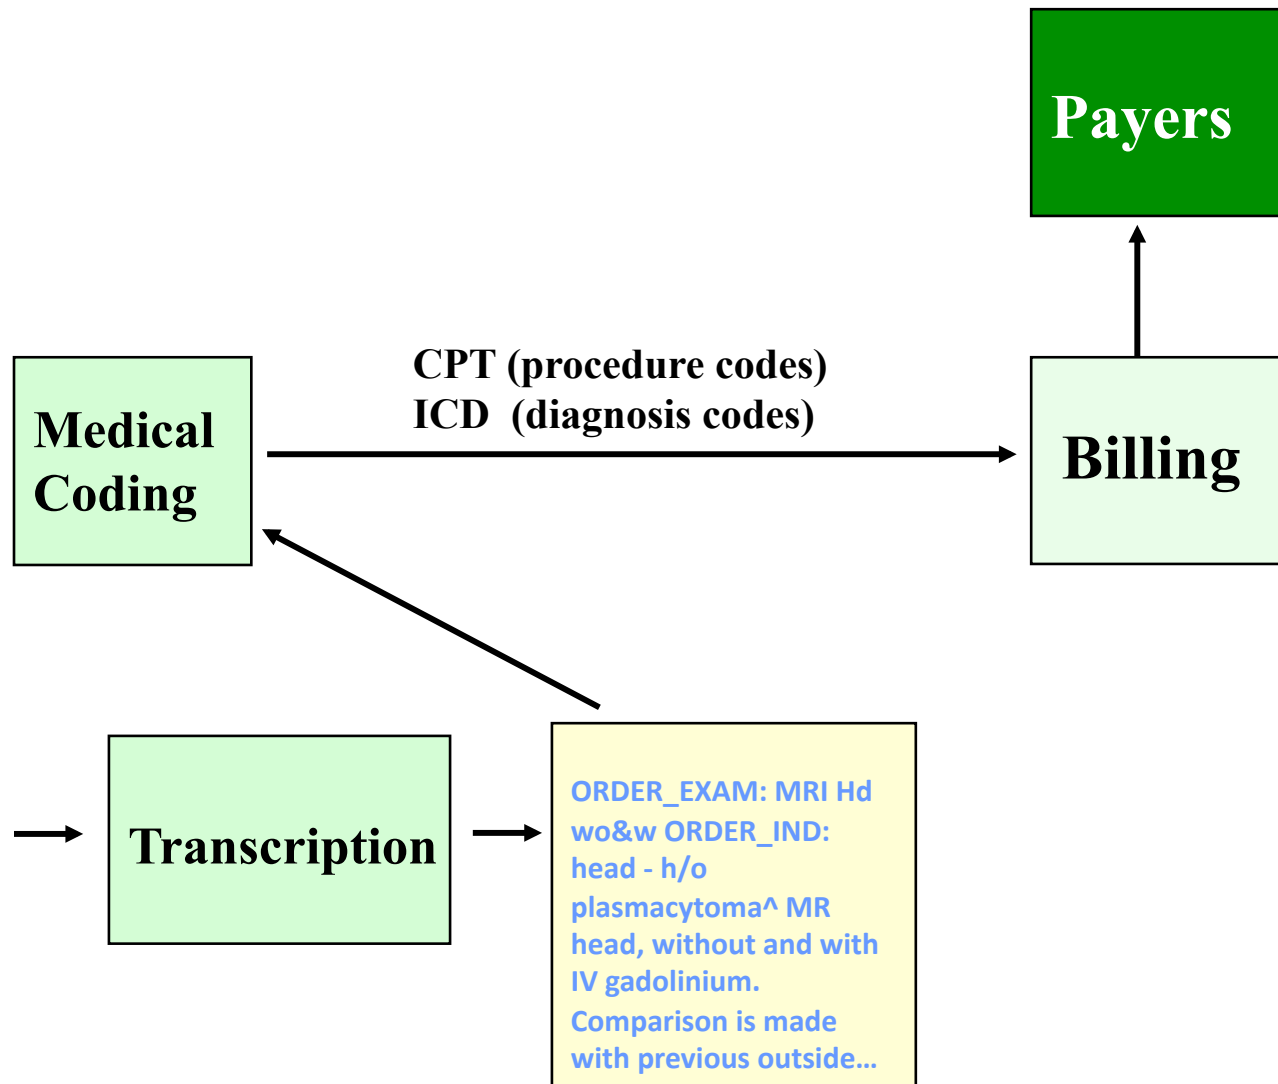 Payers
CPT (procedure codes)
ICD  (diagnosis codes)
Medical
Coding
Billing
Transcription
ORDER_EXAM: MRI Hd
wo&w ORDER_IND:
head - h/o
plasmacytoma^ MR
head, without and with
IV gadolinium.
Comparison is made
with previous outside…